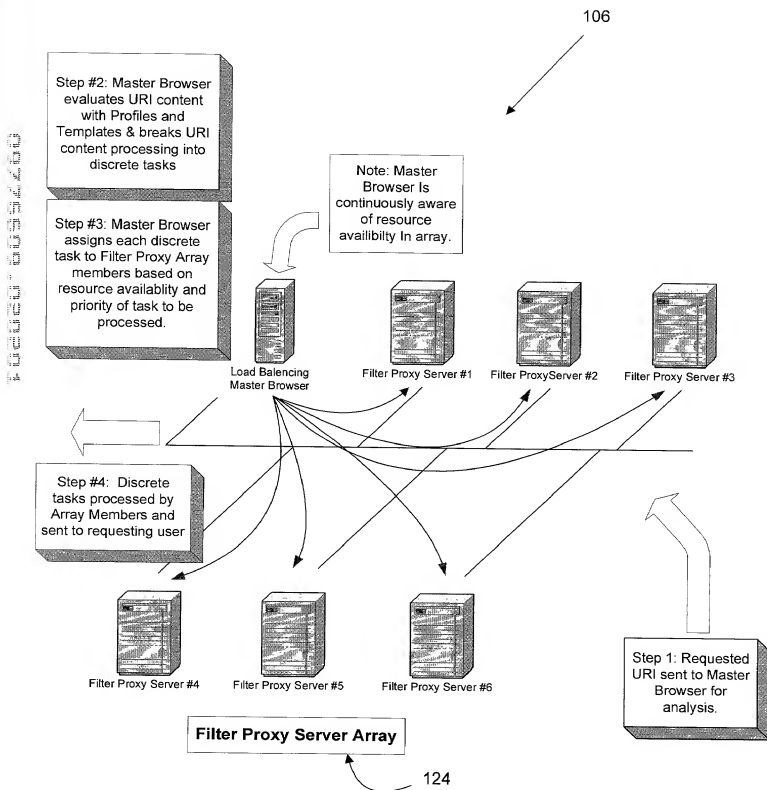 106
Step #2: Master Browser
evaluates URI content
with Profiles and
Templates & breaks URI
content processing into
discrete tasks
Note: Master
Browser Is
continuously aware
of resource
availibilty In array.
Step #3: Master Browser
assigns each discrete
task to Filter Proxy Array
members based on
resource availablity and
priority of task to be
processed.
Load Balancing
Master Browser
Filter Proxy Server #1
Filter ProxyServer #2
Filter Proxy Server #3
Step #4: Discrete
tasks processed by
Array Members and
sent to requesting user
Filter Proxy Server #4
Filter Proxy Server #5
Filter Proxy Server #6
Step 1: Requested
URI sent to Master
Browser for
analysis.
Filter Proxy Server Array
124